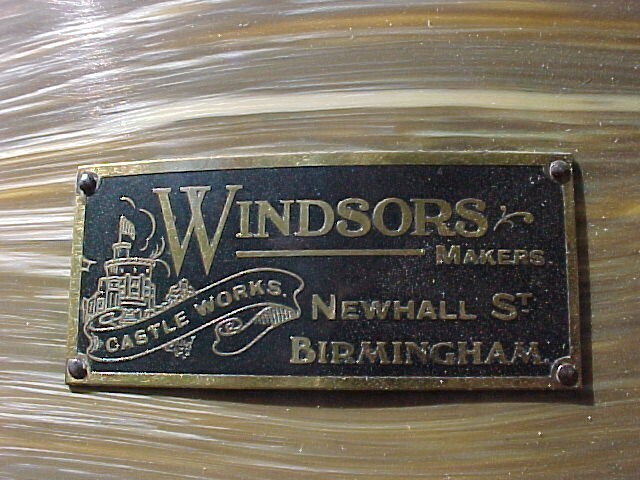 WINDSORS
MAKERS
CASTLE WORKS.
NEWHALL ST
BIRMINGHAM.